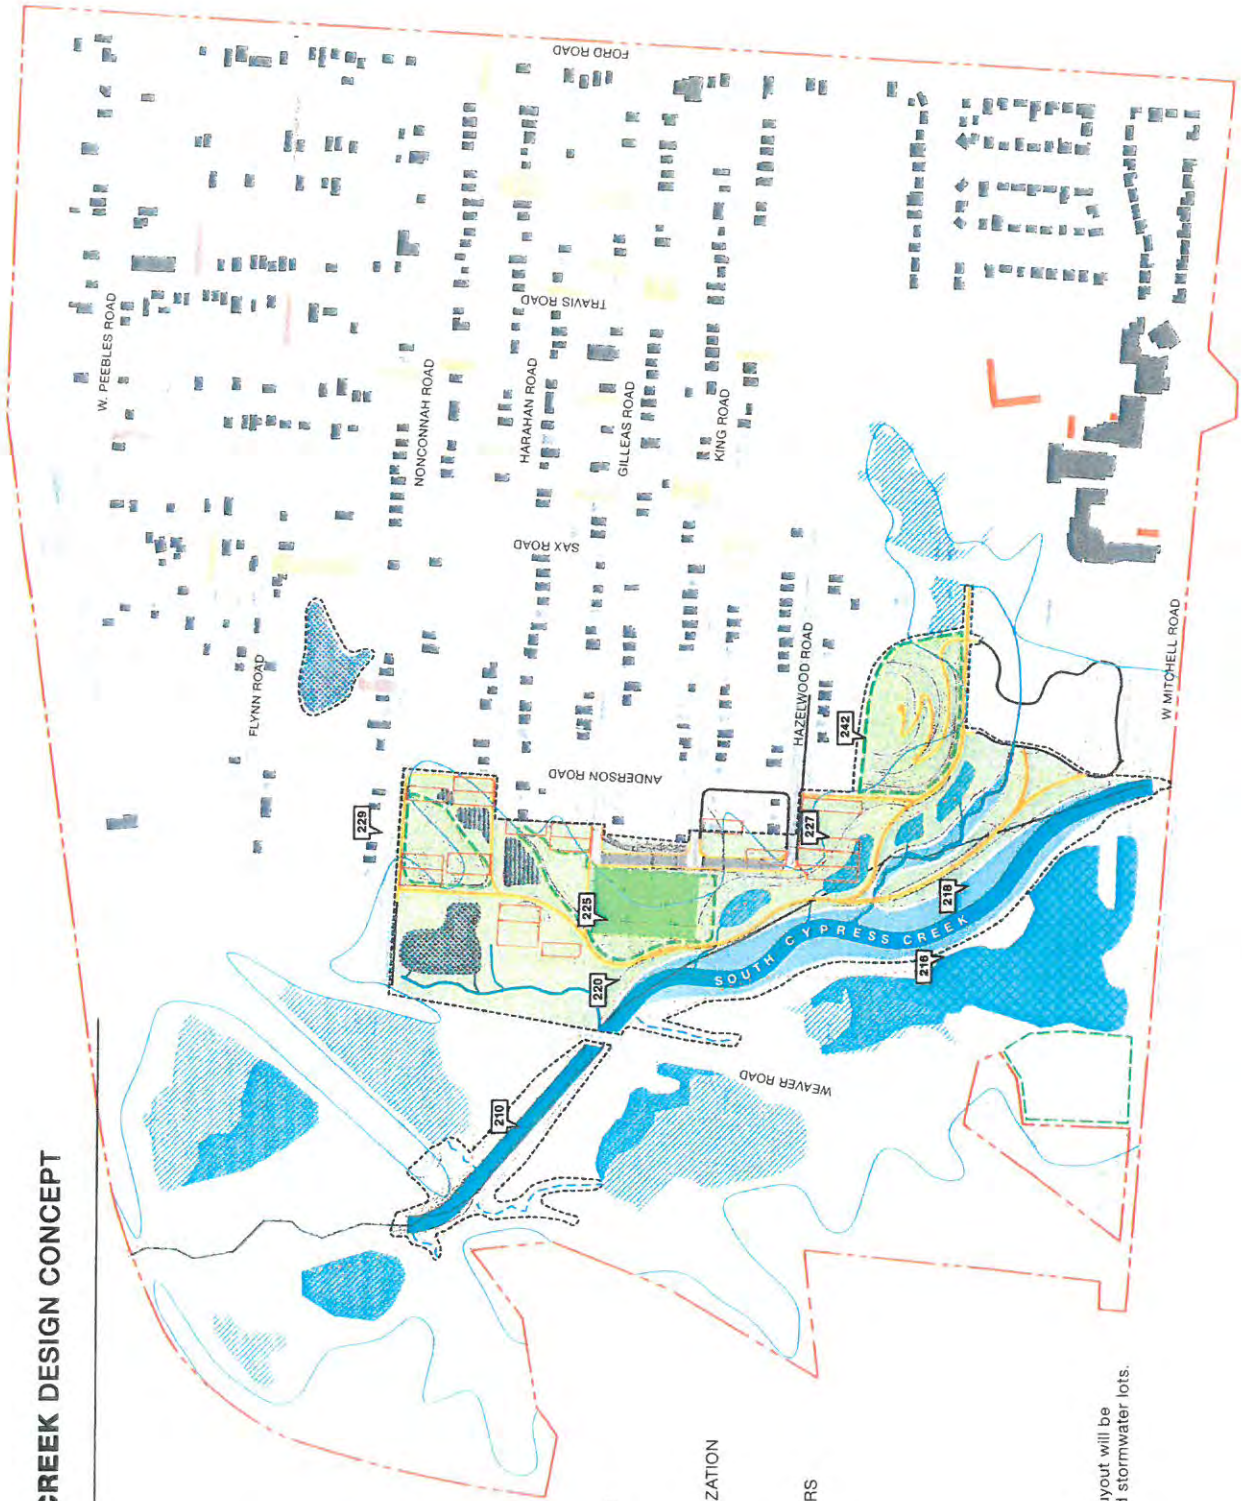 CREEK DESIGN CONCEPT
W. PEEBLES ROAD
FORD ROAD
FLYNN ROAD
NONCONNAH ROAD
HARAHAN ROAD
TRAVIS ROAD
GILLEAS ROAD
KING ROAD
SAX ROAD
ANDERSON ROAD
HAZELWOOD ROAD
W MITCHELL ROAD
WEAVER ROAD
SOUTH CYPRESS CREEK
229
242
227
225
220
218
216
210
ZATION
RS
yout will be
d stormwater lots.